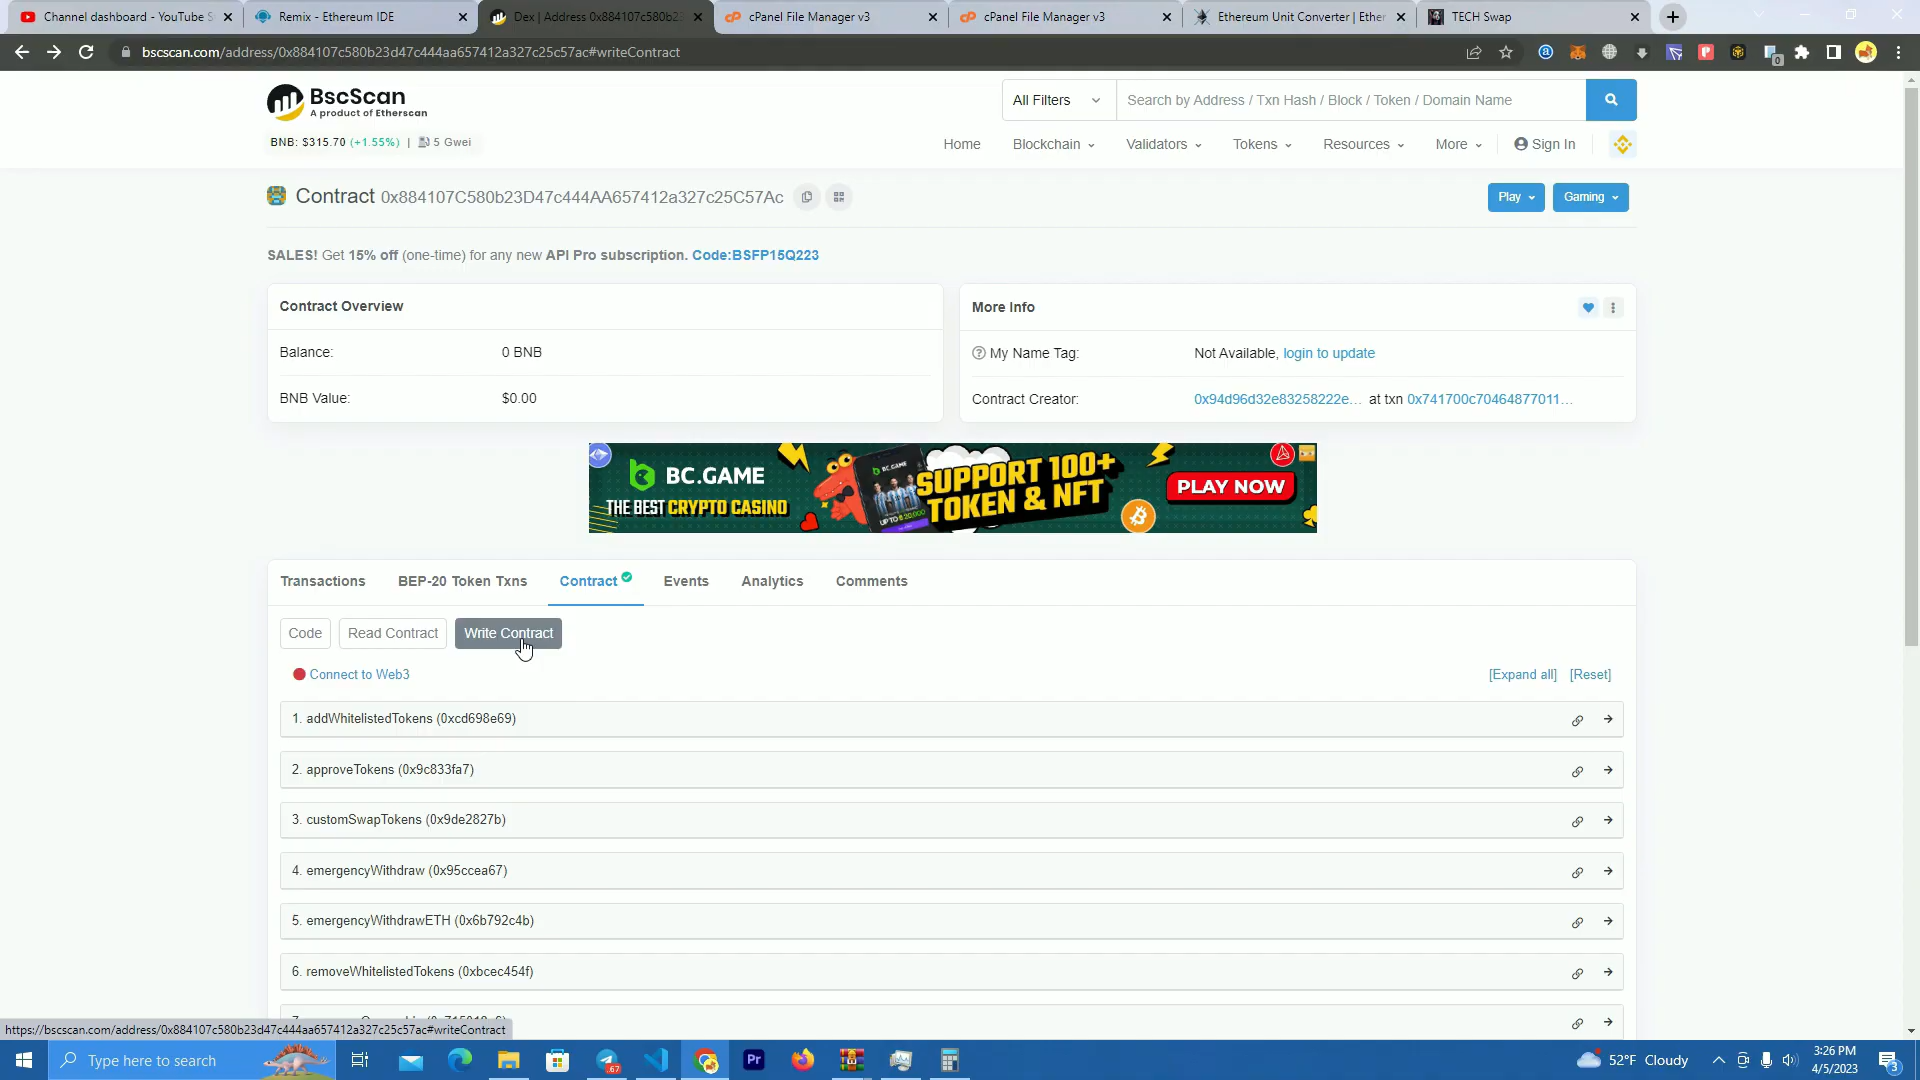 Channel dashboard - YouTube S
Remix - Ethereum IDE
Dex | Address 0x884107c580b2
cPanel File Manager v3
cPanel File Manager v3
Ethereum Unit Converter | Ether
TECH Swap
bscscan.com/address/0x884107c580b23d47c444aa657412a327c25c57ac#writeContract
BscScan
A product of Etherscan
All Filters
Search by Address / Txn Hash / Block / Token / Domain Name
BNB: $315.70 (+1.55%) | 5 Gwei
Home
Blockchain
Validators
Tokens
Resources
More
Sign In
Contract 0x884107C580b23D47c444AA657412a327c25C57Ac
Play
Gaming
SALES! Get 15% off (one-time) for any new API Pro subscription. Code:BSFP15Q223
Contract Overview
Balance:
0 BNB
BNB Value:
$0.00
More Info
My Name Tag:
Not Available, login to update
Contract Creator:
0x94d96d32e83258222e... at txn 0x741700c70464877011...
BC.GAME
THE BEST CRYPTO CASINO
BC.GAME
SUPPORT 100+
TOKEN & NFT
PLAY NOW
Transactions
BEP-20 Token Txns
Contract
Events
Analytics
Comments
Code
Read Contract
Write Contract
Connect to Web3
[Expand all]
[Reset]
1. addWhitelistedTokens (0xcd698e69)
2. approveTokens (0x9c833fa7)
3. customSwapTokens (0x9de2827b)
4. emergencyWithdraw (0x95ccea67)
5. emergencyWithdrawETH (0x6b792c4b)
6. removeWhitelistedTokens (0xbcec454f)
https://bscscan.com/address/0x884107c580b23d47c444aa657412a327c25c57ac#writeContract
Type here to search
Pr
67
52°F Cloudy
3:26 PM
4/5/2023
3